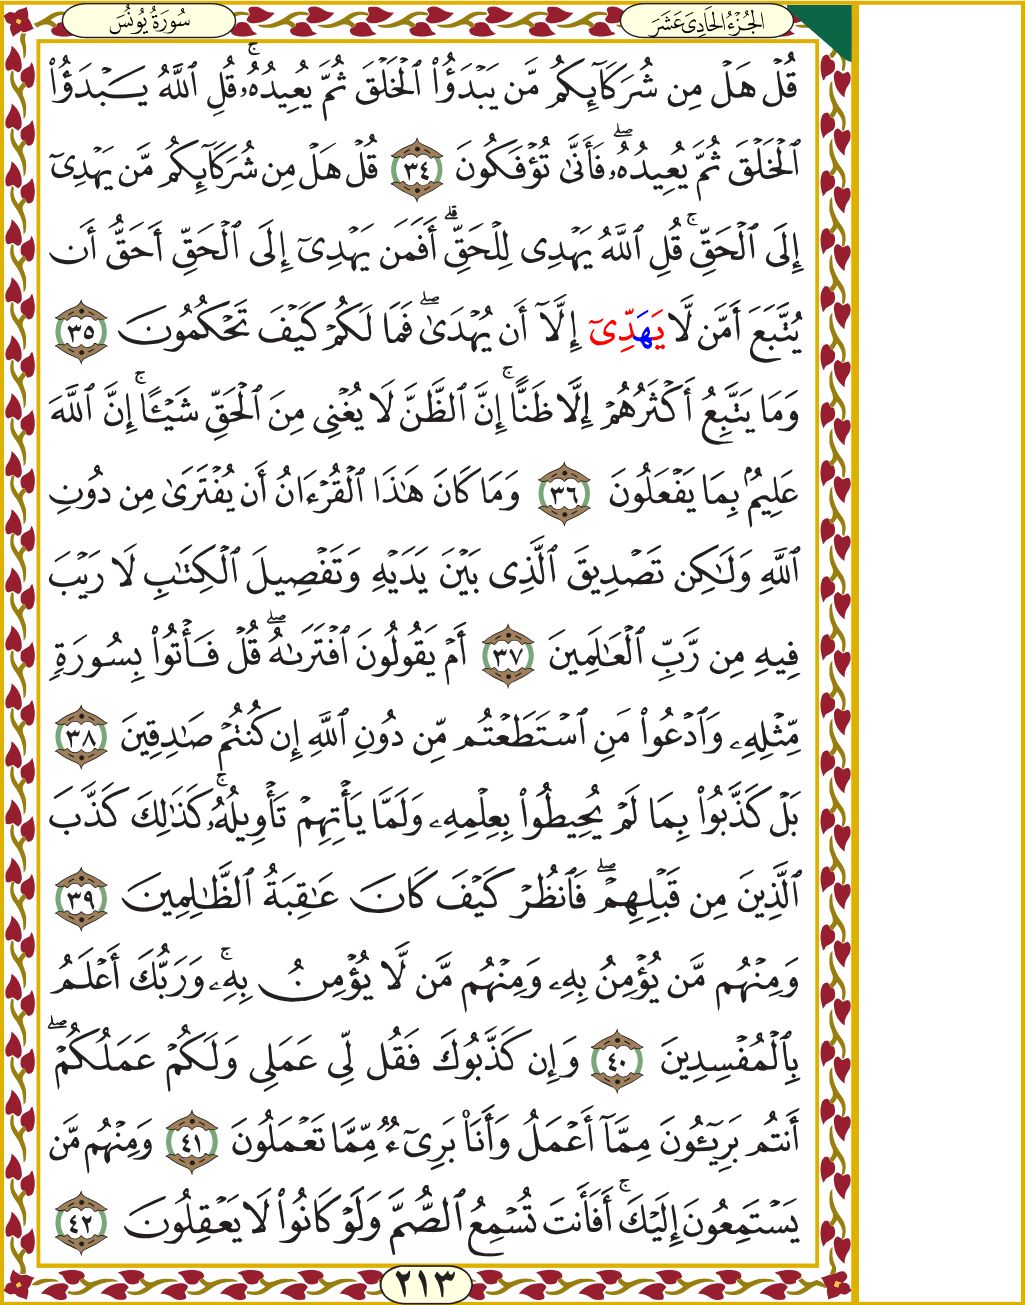 الجُزْءُ الحَادِيَ عَشَرَ
سُورَةُ يُونُسَ
قُلۡ هَلۡ مِن شُرَكَآئِكُم مَّن يَبۡدَؤُاْ ٱلۡخَلۡقَ ثُمَّ يُعِيدُهُۥۚ قُلِ ٱللَّهُ يَبۡدَؤُاْ
ٱلۡخَلۡقَ ثُمَّ يُعِيدُهُۥۖ فَأَنَّىٰ تُؤۡفَكُونَ ٣٤ قُلۡ هَلۡ مِن شُرَكَآئِكُم مَّن يَهۡدِيٓ
إِلَى ٱلۡحَقِّۚ قُلِ ٱللَّهُ يَهۡدِي لِلۡحَقِّۗ أَفَمَن يَهۡدِيٓ إِلَى ٱلۡحَقِّ أَحَقُّ أَن
يُتَّبَعَ أَمَّن لَّا يَهَدِّيٓ إِلَّآ أَن يُهۡدَىٰۖ فَمَا لَكُمۡ كَيۡفَ تَحۡكُمُونَ ٣٥
وَمَا يَتَّبِعُ أَكۡثَرُهُمۡ إِلَّا ظَنًّاۚ إِنَّ ٱلظَّنَّ لَا يُغۡنِي مِنَ ٱلۡحَقِّ شَيۡـًٔاۚ إِنَّ ٱللَّهَ
عَلِيمُۢ بِمَا يَفۡعَلُونَ ٣٦ وَمَا كَانَ هَٰذَا ٱلۡقُرۡءَانُ أَن يُفۡتَرَىٰ مِن دُونِ
ٱللَّهِ وَلَٰكِن تَصۡدِيقَ ٱلَّذِي بَيۡنَ يَدَيۡهِ وَتَفۡصِيلَ ٱلۡكِتَٰبِ لَا رَيۡبَ
فِيهِ مِن رَّبِّ ٱلۡعَٰلَمِينَ ٣٧ أَمۡ يَقُولُونَ ٱفۡتَرَىٰهُۖ قُلۡ فَأۡتُواْ بِسُورَةٖ
مِّثۡلِهِۦ وَٱدۡعُواْ مَنِ ٱسۡتَطَعۡتُم مِّن دُونِ ٱللَّهِ إِن كُنتُمۡ صَٰدِقِينَ ٣٨
بَلۡ كَذَّبُواْ بِمَا لَمۡ يُحِيطُواْ بِعِلۡمِهِۦ وَلَمَّا يَأۡتِهِمۡ تَأۡوِيلُهُۥۚ كَذَٰلِكَ كَذَّبَ
ٱلَّذِينَ مِن قَبۡلِهِمۡۖ فَٱنظُرۡ كَيۡفَ كَانَ عَٰقِبَةُ ٱلظَّٰلِمِينَ ٣٩
وَمِنۡهُم مَّن يُؤۡمِنُ بِهِۦ وَمِنۡهُم مَّن لَّا يُؤۡمِنُ بِهِۦۚ وَرَبُّكَ أَعۡلَمُ
بِٱلۡمُفۡسِدِينَ ٤٠ وَإِن كَذَّبُوكَ فَقُل لِّي عَمَلِي وَلَكُمۡ عَمَلُكُمۡۖ
أَنتُم بَرِيٓـُٔونَ مِمَّآ أَعۡمَلُ وَأَنَا۠ بَرِيٓءٞ مِّمَّا تَعۡمَلُونَ ٤١ وَمِنۡهُم مَّن
يَسۡتَمِعُونَ إِلَيۡكَۚ أَفَأَنتَ تُسۡمِعُ ٱلصُّمَّ وَلَوۡ كَانُواْ لَا يَعۡقِلُونَ ٤٢
٢١٣